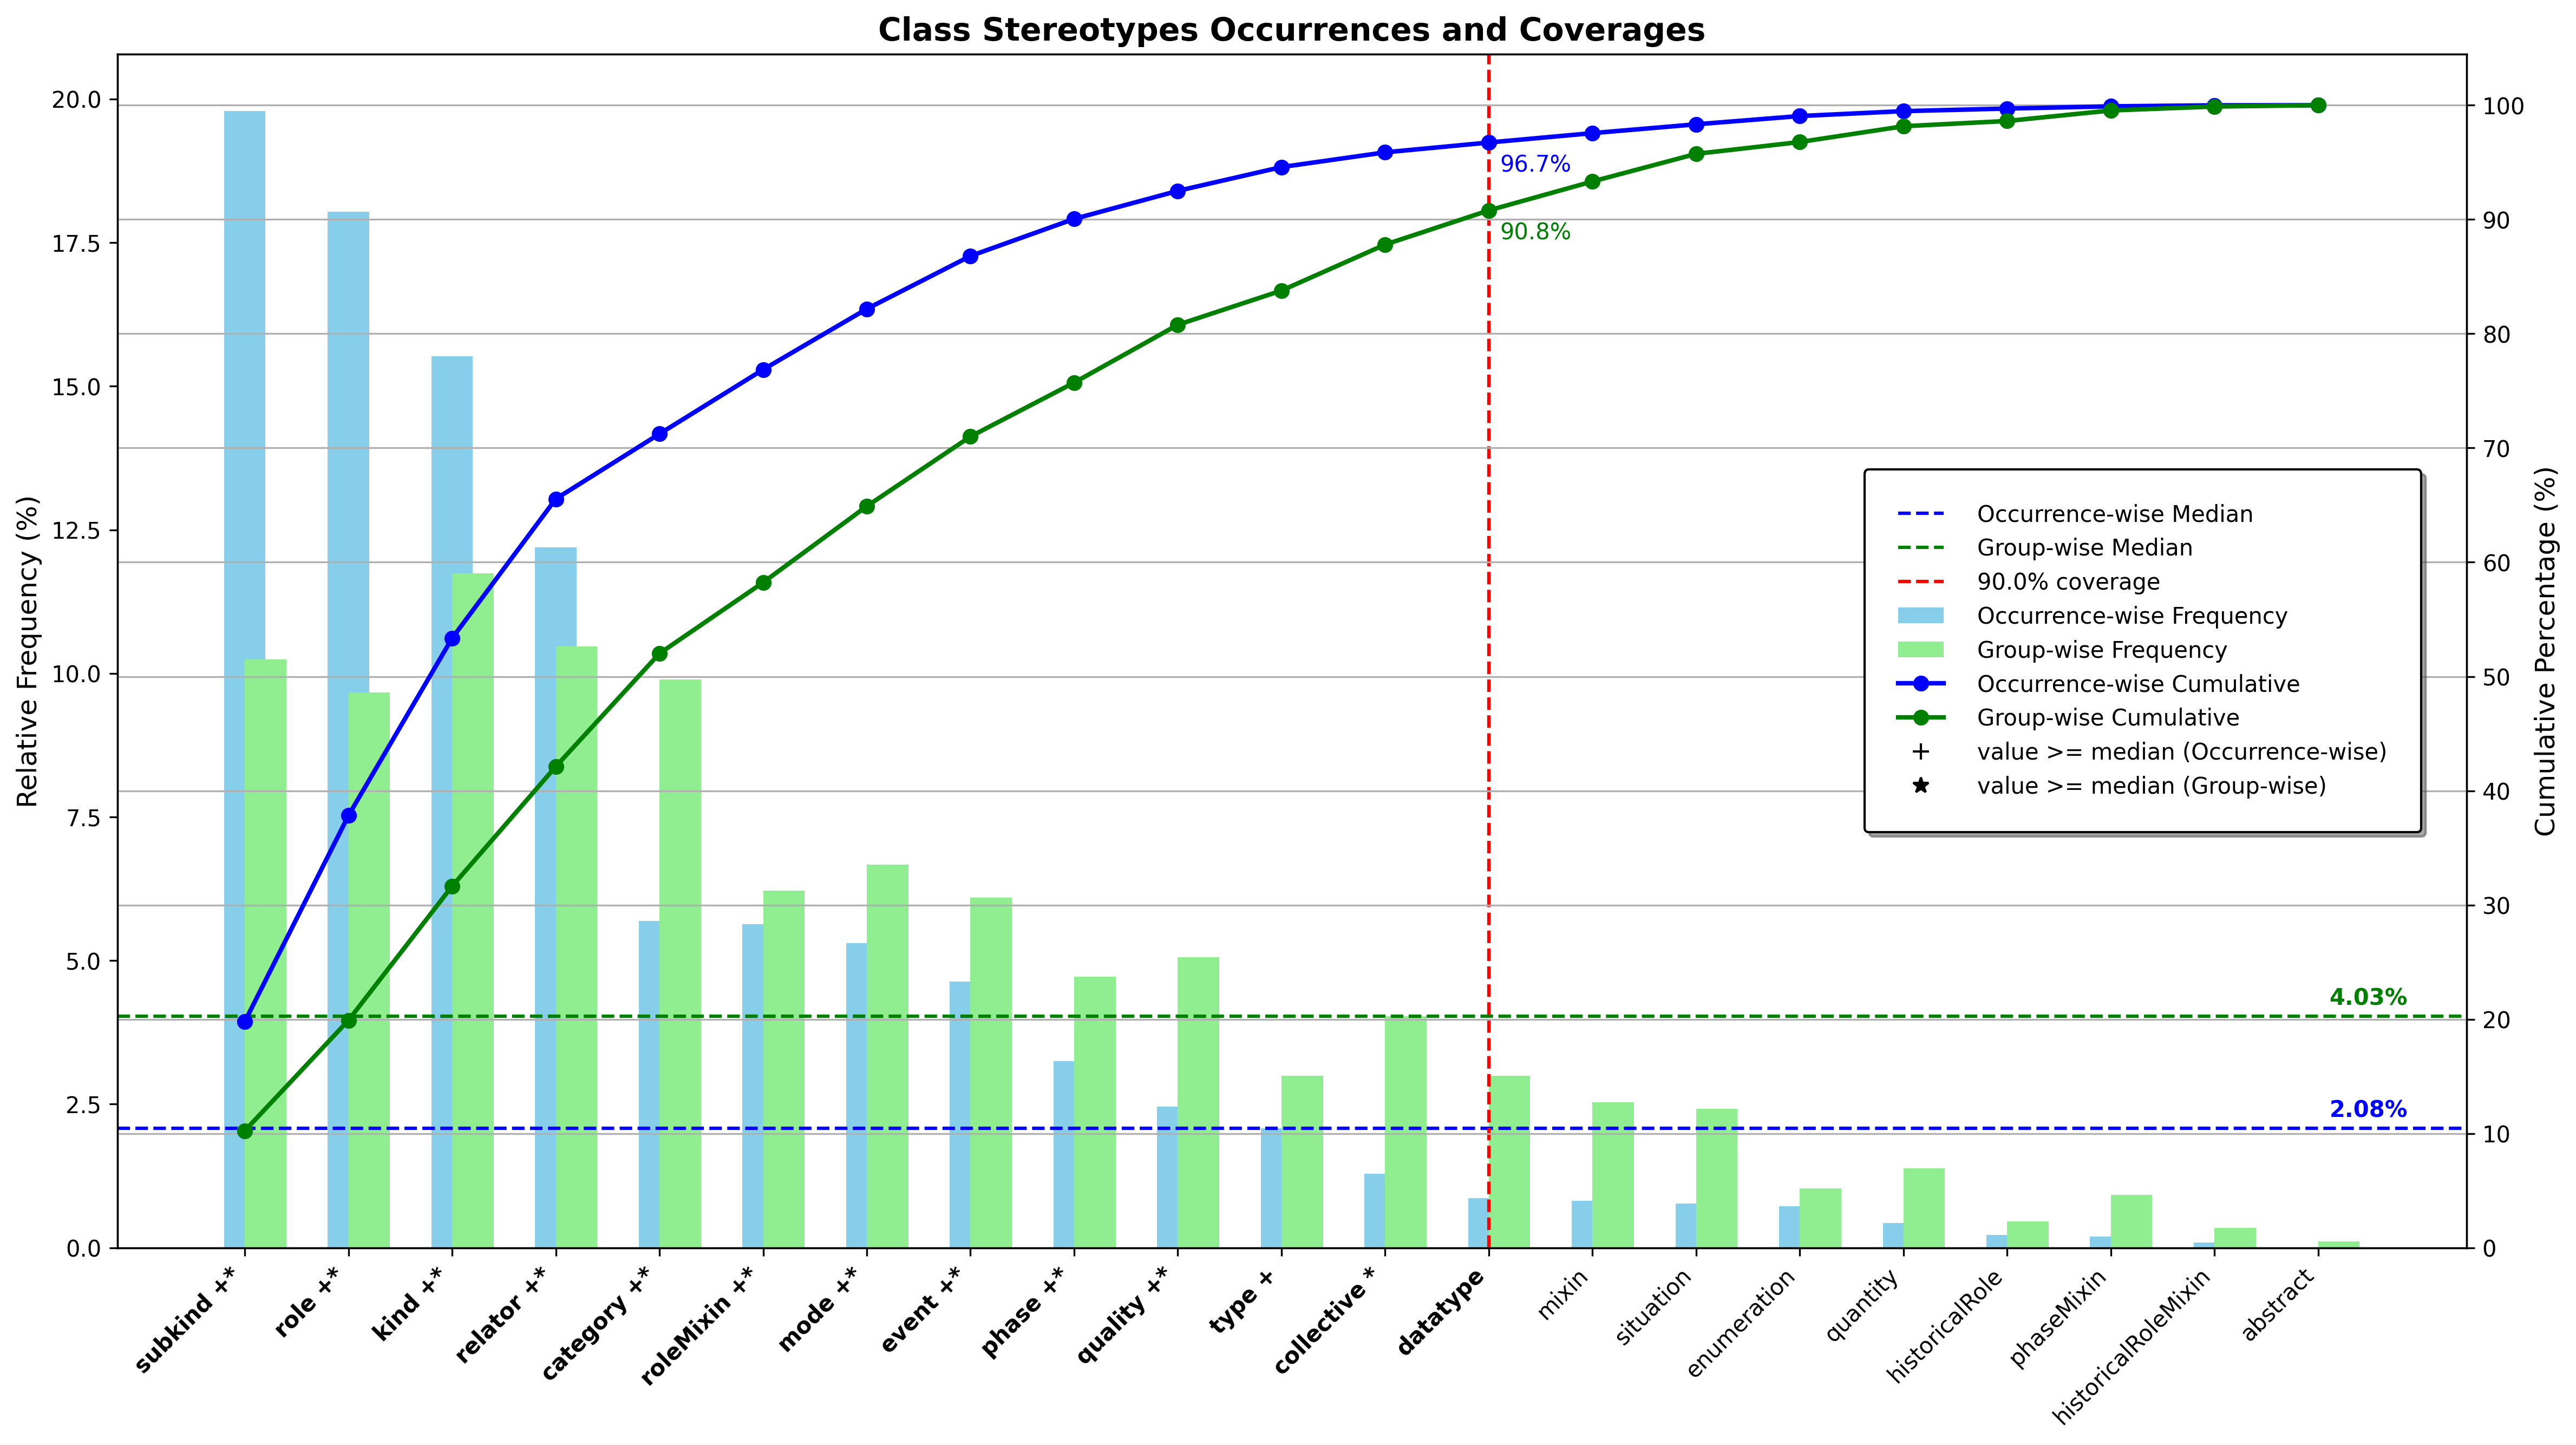 Class Stereotypes Occurrences and Coverages
Relative Frequency (%)
20.0
17.5
15.0
12.5
10.0
7.5
5.0
2.5
0.0
100
90
80
70
60
50
40
30
20
10
0
Cumulative Percentage (%)
96.7%
90.8%
4.03%
2.08%
Occurrence-wise Median
Group-wise Median
90.0% coverage
Occurrence-wise Frequency
Group-wise Frequency
Occurrence-wise Cumulative
Group-wise Cumulative
+ value >= median (Occurrence-wise)
★ value >= median (Group-wise)
subkind +*
role +*
kind +*
relator +*
category +*
roleMixin +*
mode +*
event +*
phase +*
quality +*
type +
collective *
datatype
mixin
situation
enumeration
quantity
historicalRole
phaseMixin
historicalRoleMixin
abstract